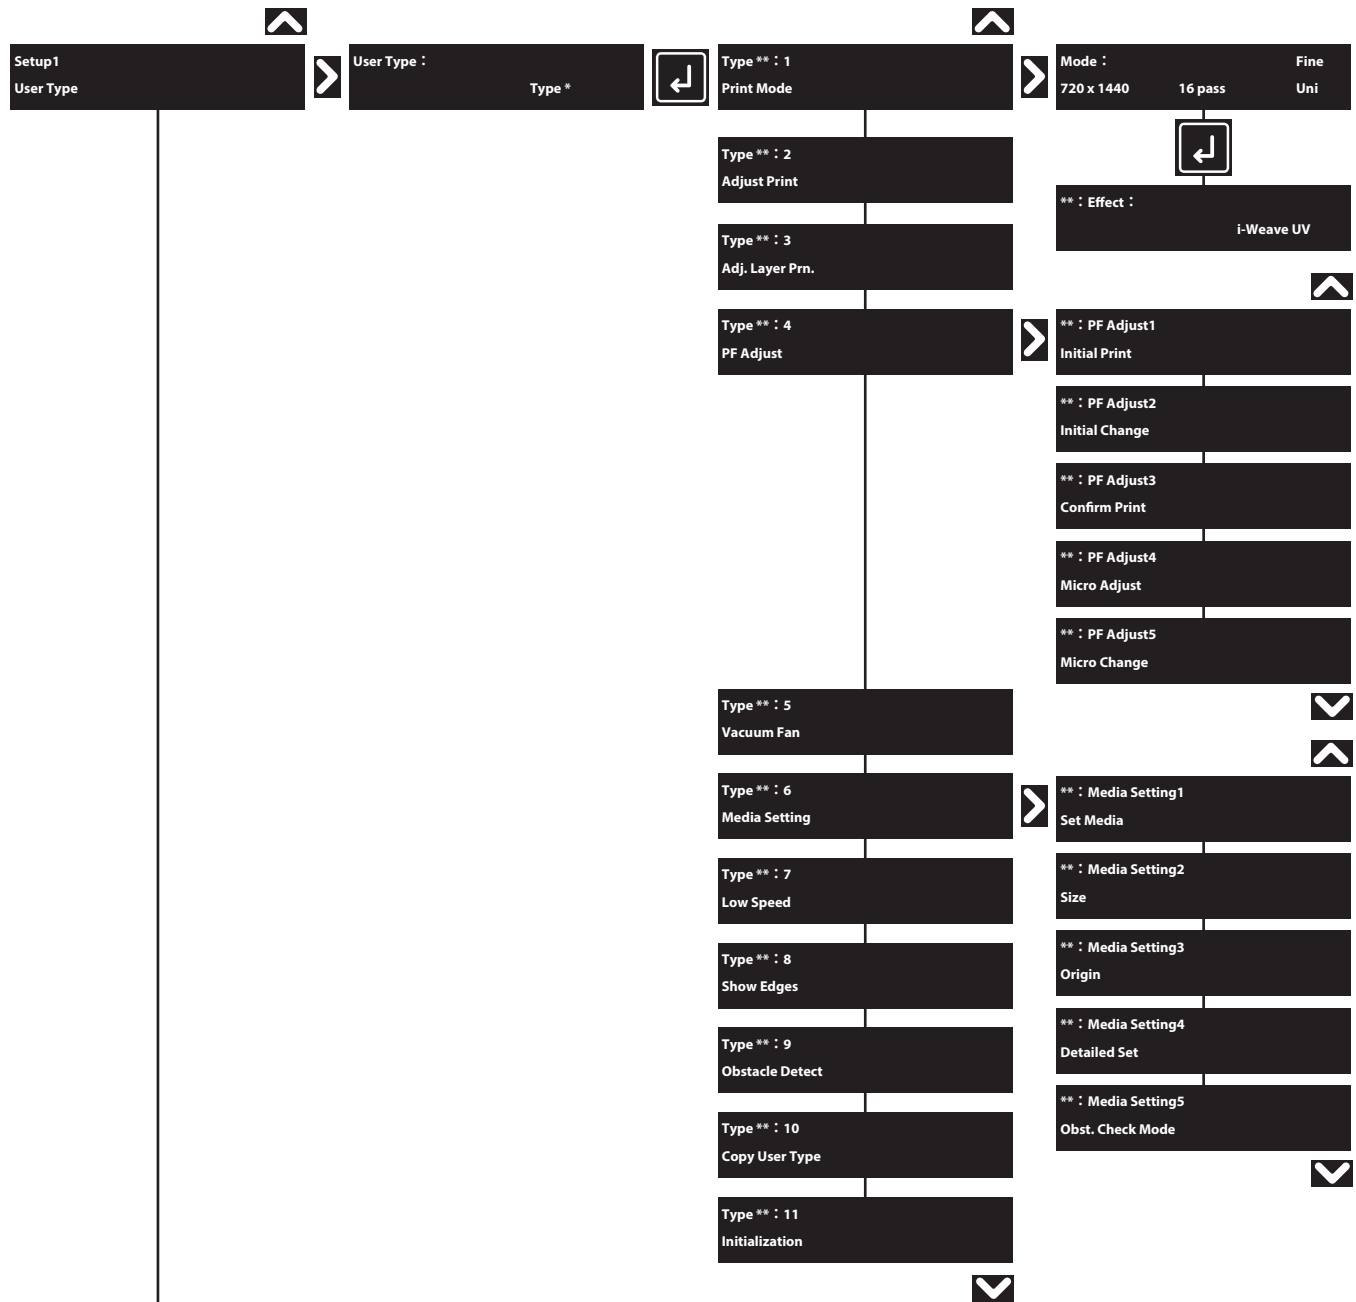 Setup1
User Type
User Type：
Type *
Type **：1
Print Mode
Mode： Fine
720 x 1440 16 pass Uni
**：Effect：
i-Weave UV
Type **：2
Adjust Print
Type **：3
Adj. Layer Prn.
Type **：4
PF Adjust
**：PF Adjust1
Initial Print
**：PF Adjust2
Initial Change
**：PF Adjust3
Confirm Print
**：PF Adjust4
Micro Adjust
**：PF Adjust5
Micro Change
Type **：5
Vacuum Fan
Type **：6
Media Setting
**：Media Setting1
Set Media
**：Media Setting2
Size
**：Media Setting3
Origin
**：Media Setting4
Detailed Set
**：Media Setting5
Obst. Check Mode
Type **：7
Low Speed
Type **：8
Show Edges
Type **：9
Obstacle Detect
Type **：10
Copy User Type
Type **：11
Initialization